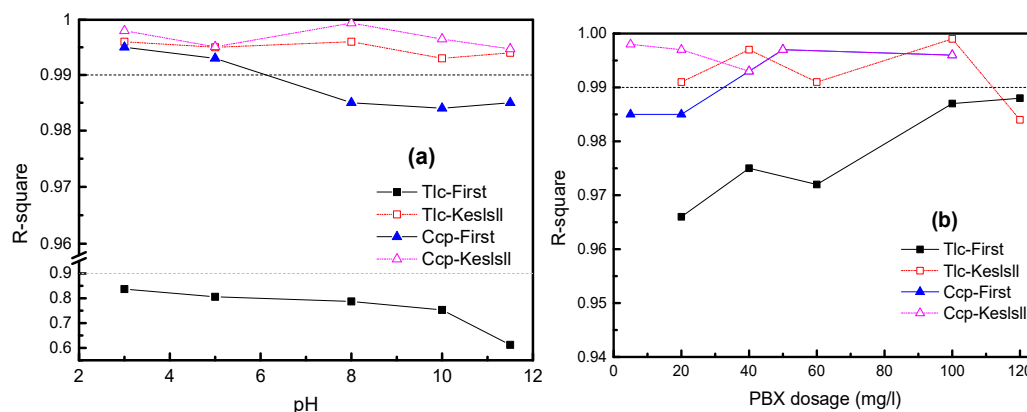 1
0.99
0.98
0.97
0.96
0.9
0.8
0.7
0.6
R-square
2
4
6
8
10
12
pH
(a)
Tlc-First
Tlc-Keslsll
Ccp-First
Ccp-Keslsll
1.00
0.99
0.98
0.97
0.96
0.95
0.94
R-square
0
20
40
60
80
100
120
PBX dosage (mg/l)
(b)
Tlc-First
Tlc-Keslsll
Ccp-First
Ccp-Keslsll